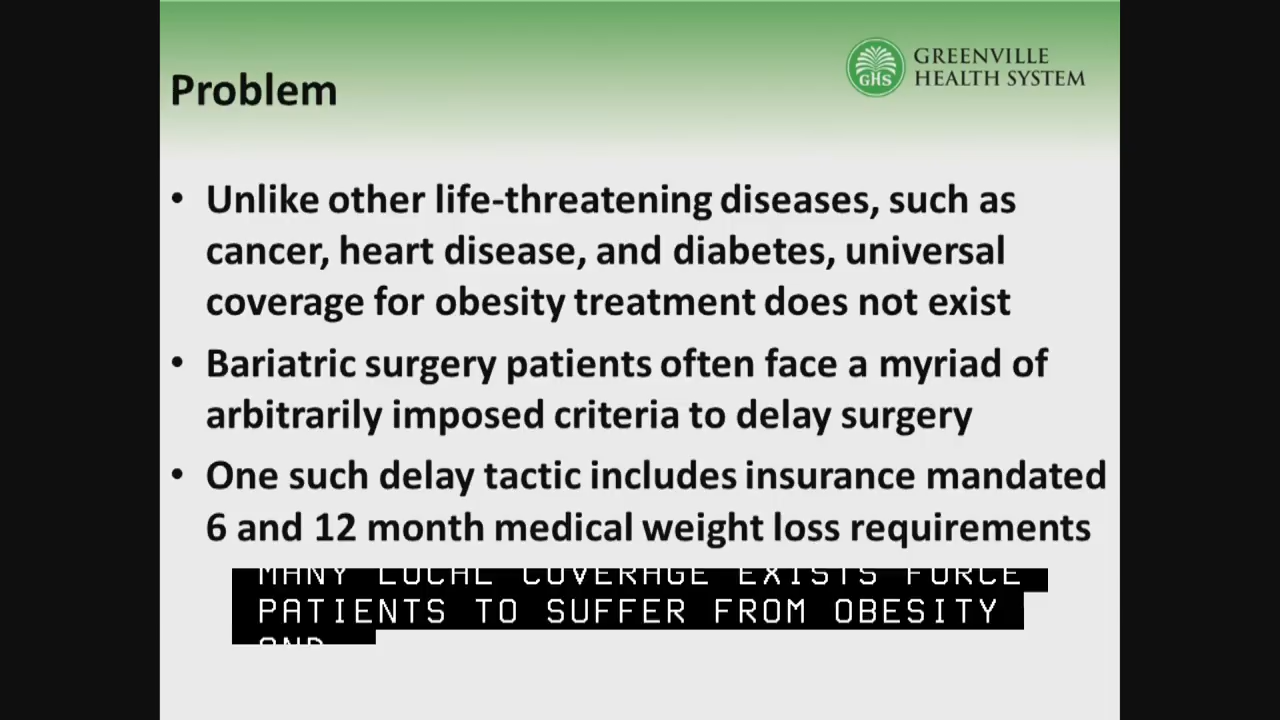 Problem
GHS
GREENVILLE
HEALTH SYSTEM
• Unlike other life-threatening diseases, such as
cancer, heart disease, and diabetes, universal
coverage for obesity treatment does not exist
• Bariatric surgery patients often face a myriad of
arbitrarily imposed criteria to delay surgery
• One such delay tactic includes insurance mandated
6 and 12 month medical weight loss requirements
MANY LOCAL COVERAGE EXISTS FORCE
PATIENTS TO SUFFER FROM OBESITY
AND